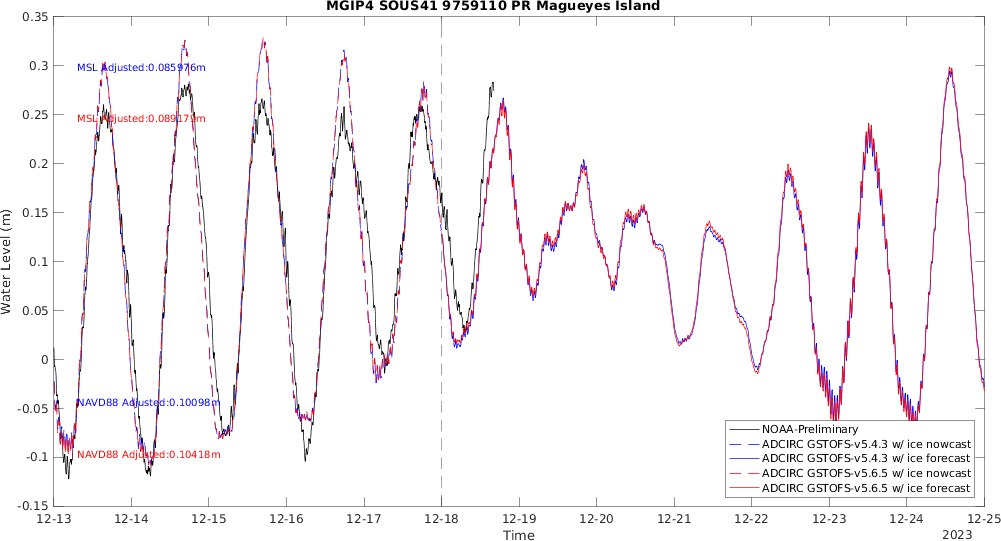 MGIP4 SOUS41 9759110 PR Magueyes Island
0.35
0.3
0.25
0.2
0.15
0.1
0.05
0
-0.05
-0.1
-0.15
Water Level (m)
MSL Adjusted:0.085976m
MSL Adjusted:0.089179m
NAVD88 Adjusted:0.10098m
NAVD88 Adjusted:0.10418m
NOAA-Preliminary
ADCIRC GSTOFS-v5.4.3 w/ ice nowcast
ADCIRC GSTOFS-v5.4.3 w/ ice forecast
ADCIRC GSTOFS-v5.6.5 w/ ice nowcast
ADCIRC GSTOFS-v5.6.5 w/ ice forecast
12-13 12-14 12-15 12-16 12-17 12-18 12-19 12-20 12-21 12-22 12-23 12-24 12-25
Time
2023